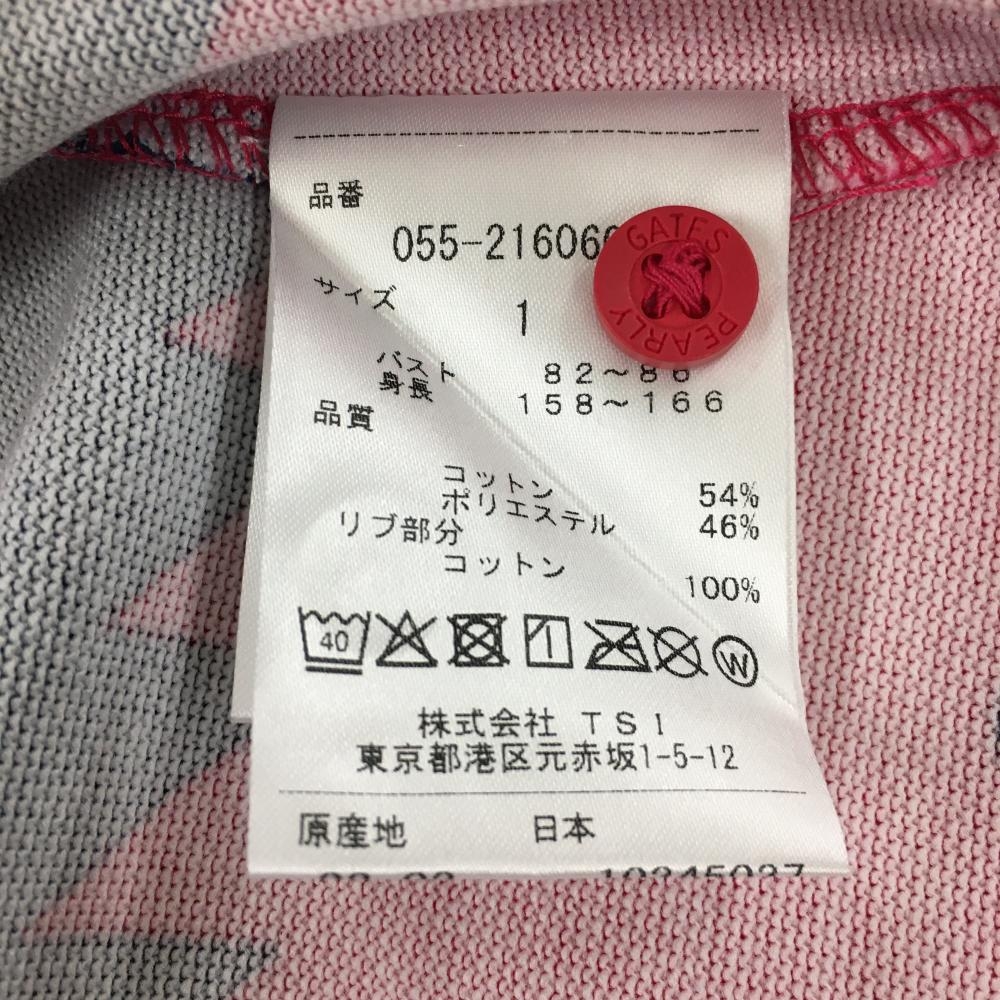 品番
055-21606
GATES
PEARLY
サイズ 1
バスト 82〜86
身長 158〜166
品質
コットン 54%
ポリエステル 46%
リブ部分
コットン 100%
40
W
株式会社 TSI
東京都港区元赤坂1-5-12
原産地 日本